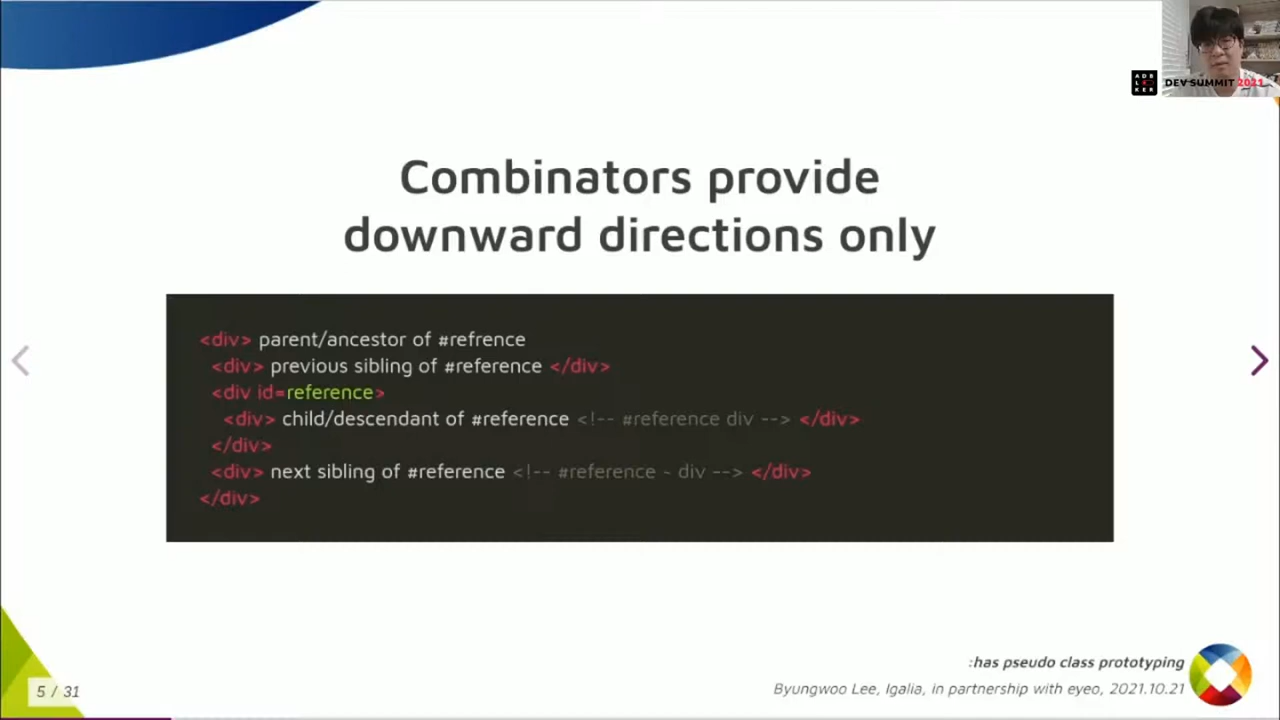 ADB
L⬤C
KER
DEV SUMMIT 2021
Combinators provide
downward directions only
<div> parent/ancestor of #refrence
<div> previous sibling of #reference </div>
<div id=reference>
<div> child/descendant of #reference <!-- #reference div --> </div>
</div>
<div> next sibling of #reference <!-- #reference ~ div --> </div>
</div>
:has pseudo class prototyping
5 / 31
Byungwoo Lee, Igalia, in partnership with eyeo, 2021.10.21